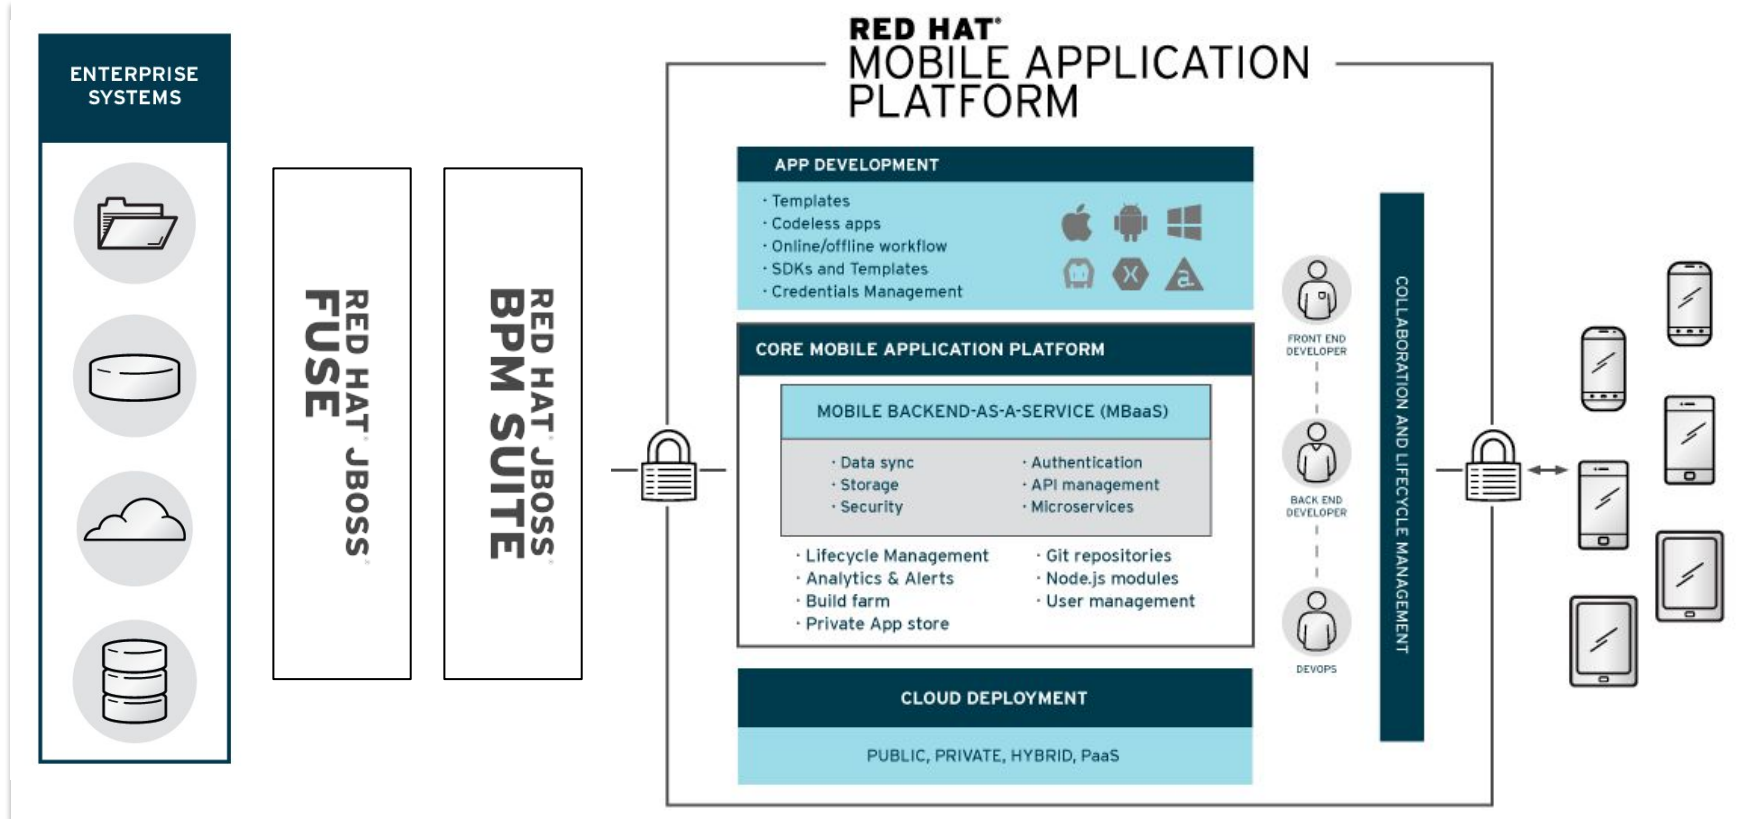 RED HAT®
MOBILE APPLICATION
PLATFORM
ENTERPRISE
SYSTEMS
RED HAT® JBOSS®
FUSE
RED HAT® JBOSS®
BPM SUITE
APP DEVELOPMENT
· Templates
· Codeless apps
· Online/offline workflow
· SDKs and Templates
· Credentials Management
a.
CORE MOBILE APPLICATION PLATFORM
MOBILE BACKEND-AS-A-SERVICE (MBaaS)
· Data sync
· Storage
· Security
· Authentication
· API management
· Microservices
· Lifecycle Management
· Analytics & Alerts
· Build farm
· Private App store
· Git repositories
· Node.js modules
· User management
CLOUD DEPLOYMENT
PUBLIC, PRIVATE, HYBRID, PaaS
FRONT END
DEVELOPER
BACK END
DEVELOPER
DEVOPS
COLLABORATION AND LIFECYCLE MANAGEMENT